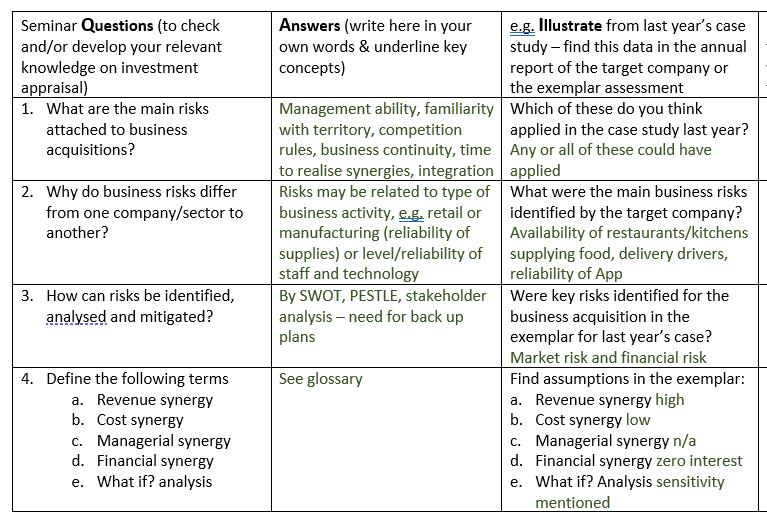 Seminar Questions (to check
and/or develop your relevant
knowledge on investment
appraisal)
Answers (write here in your
own words & underline key
concepts)
e.g. Illustrate from last year's case
study – find this data in the annual
report of the target company or
the exemplar assessment
1. What are the main risks
attached to business
acquisitions?
Management ability, familiarity
with territory, competition
rules, business continuity, time
to realise synergies, integration
Which of these do you think
applied in the case study last year?
Any or all of these could have
applied
2. Why do business risks differ
from one company/sector to
another?
Risks may be related to type of
business activity, e.g. retail or
manufacturing (reliability of
supplies) or level/reliability of
staff and technology
What were the main business risks
identified by the target company?
Availability of restaurants/kitchens
supplying food, delivery drivers,
reliability of App
3. How can risks be identified,
analysed and mitigated?
By SWOT, PESTLE, stakeholder
analysis – need for back up
plans
Were key risks identified for the
business acquisition in the
exemplar for last year's case?
Market risk and financial risk
4. Define the following terms
a. Revenue synergy
b. Cost synergy
c. Managerial synergy
d. Financial synergy
e. What if? analysis
See glossary
Find assumptions in the exemplar:
a. Revenue synergy high
b. Cost synergy low
c. Managerial synergy n/a
d. Financial synergy zero interest
e. What if? Analysis sensitivity
mentioned